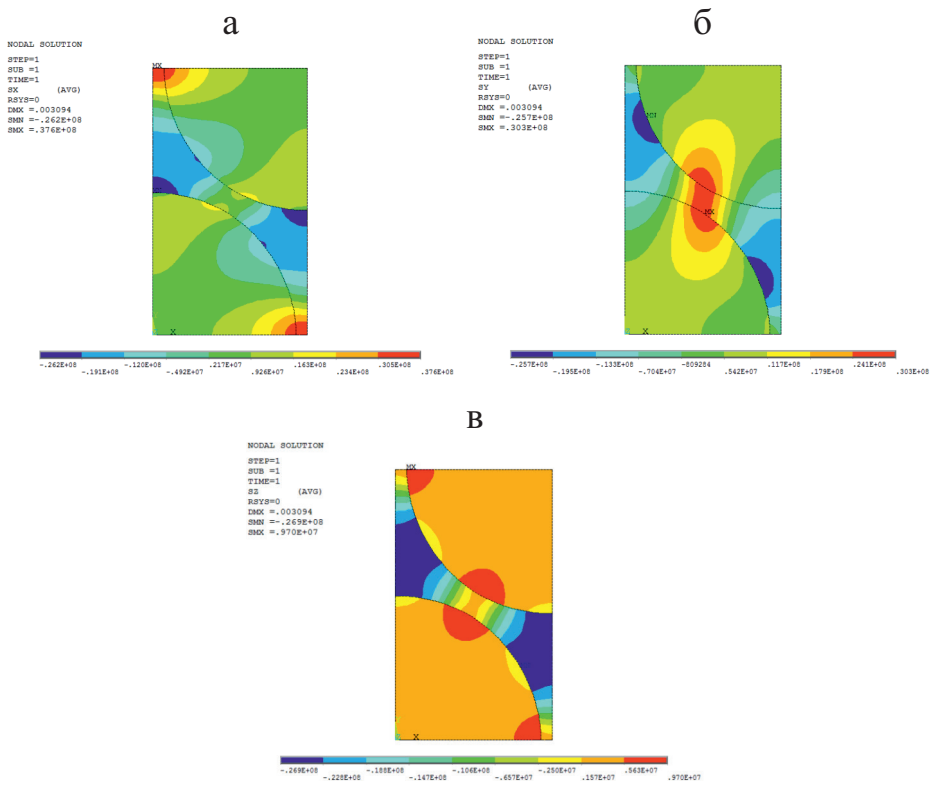 а
NODAL SOLUTION
STEP=1
SUB =1
TIME=1
SX (AVG)
RSYS=0
DMX =.003094
SMN =-.262E+08
SMX =.376E+08
MX
X
-.262E+08 -.191E+08 -.120E+08 -.492E+07 .217E+07 .926E+07 .163E+08 .234E+08 .305E+08 .376E+08
б
NODAL SOLUTION
STEP=1
SUB =1
TIME=1
SY (AVG)
RSYS=0
DMX =.003094
SMN =-.257E+08
SMX =.303E+08
MN
MX
X
-.257E+08 -.195E+08 -.133E+08 -.704E+07 -809284 .542E+07 .117E+08 .179E+08 .241E+08 .303E+08
в
NODAL SOLUTION
STEP=1
SUB =1
TIME=1
SZ (AVG)
RSYS=0
DMX =.003094
SMN =-.269E+08
SMX =.970E+07
MX
X
-.269E+08 -.228E+08 -.188E+08 -.147E+08 -.106E+08 -.657E+07 -.250E+07 .157E+07 .563E+07 .970E+07